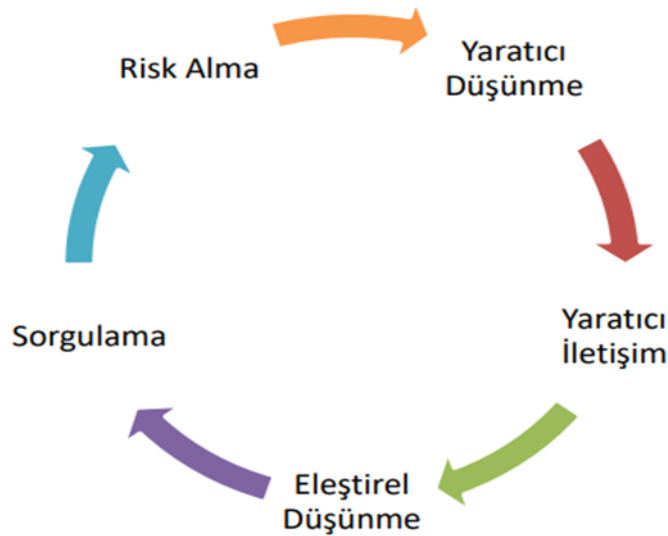 Risk Alma
Yaratıcı
Düşünme
Yaratıcı
İletişim
Eleştirel
Düşünme
Sorgulama